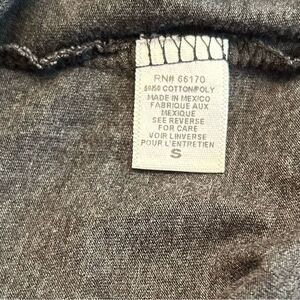 RN# 66170
50/50 COTTON/POLY
MADE IN MEXICO
FABRIQUE AUX
MEXIQUE
SEE REVERSE
FOR CARE
VOIR L'INVERSE
POUR L'ENTRETIEN
S